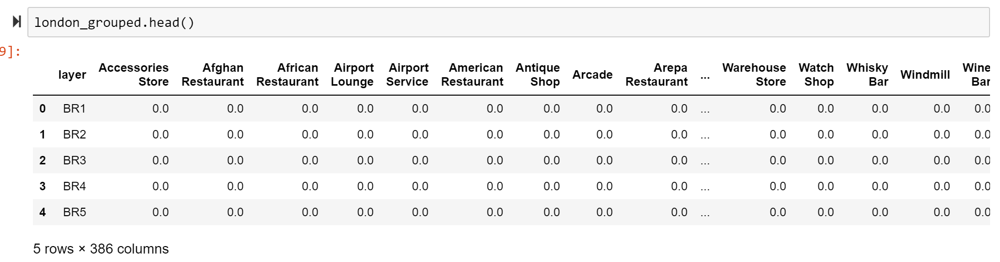 london_grouped.head()
9]:
layer Accessories Store Afghan Restaurant African Restaurant Airport Lounge Airport Service American Restaurant Antique Shop Arcade Arepa Restaurant ... Warehouse Store Watch Shop Whisky Bar Windmill Wine Bar
0 BR1 0.0 0.0 0.0 0.0 0.0 0.0 0.0 0.0 0.0 ... 0.0 0.0 0.0 0.0 0.0
1 BR2 0.0 0.0 0.0 0.0 0.0 0.0 0.0 0.0 0.0 ... 0.0 0.0 0.0 0.0 0.0
2 BR3 0.0 0.0 0.0 0.0 0.0 0.0 0.0 0.0 0.0 ... 0.0 0.0 0.0 0.0 0.0
3 BR4 0.0 0.0 0.0 0.0 0.0 0.0 0.0 0.0 0.0 ... 0.0 0.0 0.0 0.0 0.0
4 BR5 0.0 0.0 0.0 0.0 0.0 0.0 0.0 0.0 0.0 ... 0.0 0.0 0.0 0.0 0.0
5 rows × 386 columns